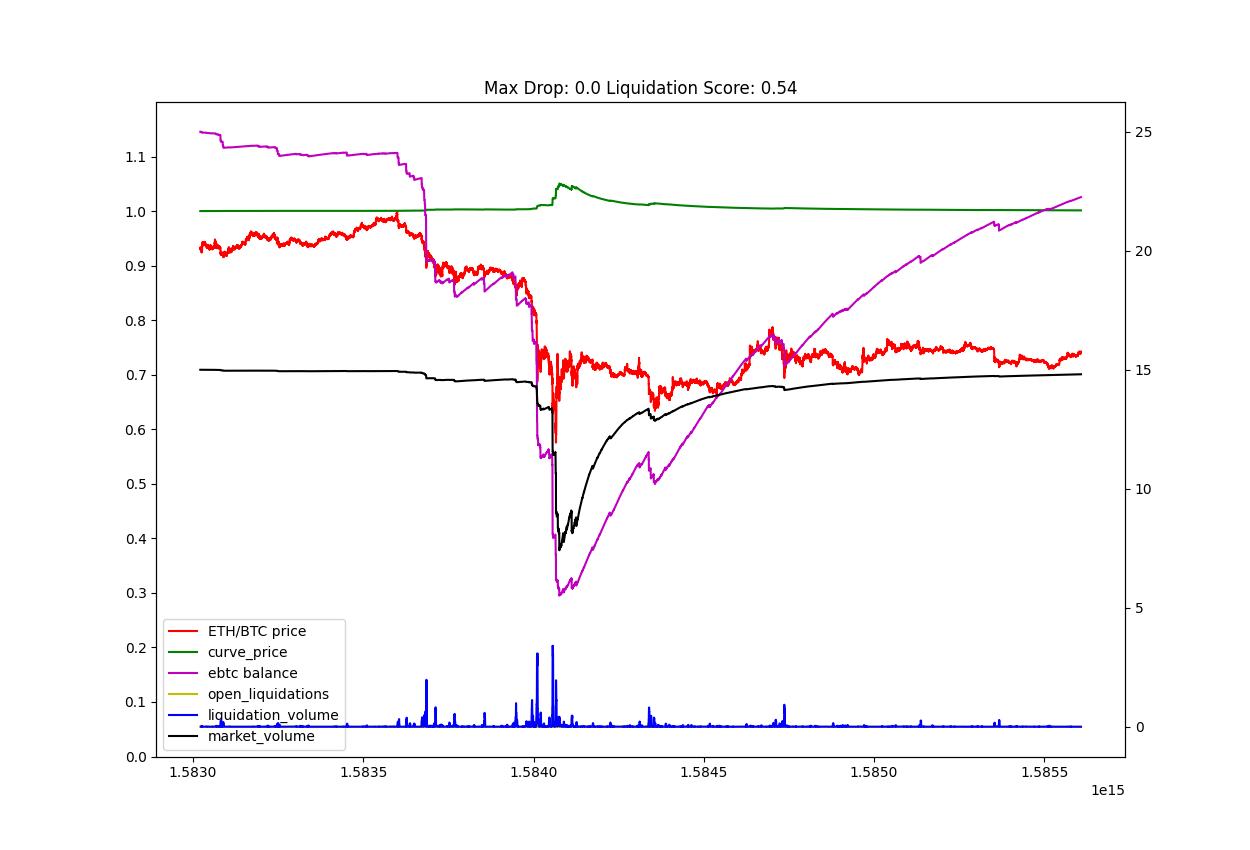 Max Drop: 0.0 Liquidation Score: 0.54
1.1
1.0
0.9
0.8
0.7
0.6
0.5
0.4
0.3
0.2
0.1
0.0
25
20
15
10
5
0
ETH/BTC price
curve_price
ebtc balance
open_liquidations
liquidation_volume
market_volume
1.5830 1.5835 1.5840 1.5845 1.5850 1.5855
1e15